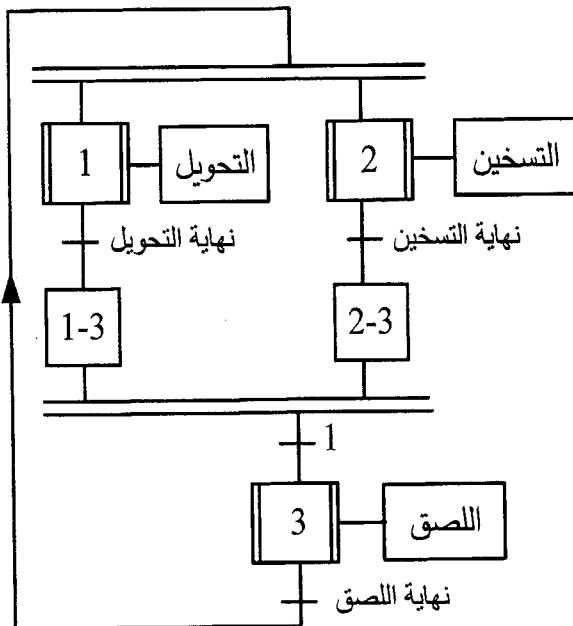 1
التحويل
2
التسخين
نهاية التحويل
نهاية التسخين
1-3
2-3
1
3
اللصق
نهاية اللصق